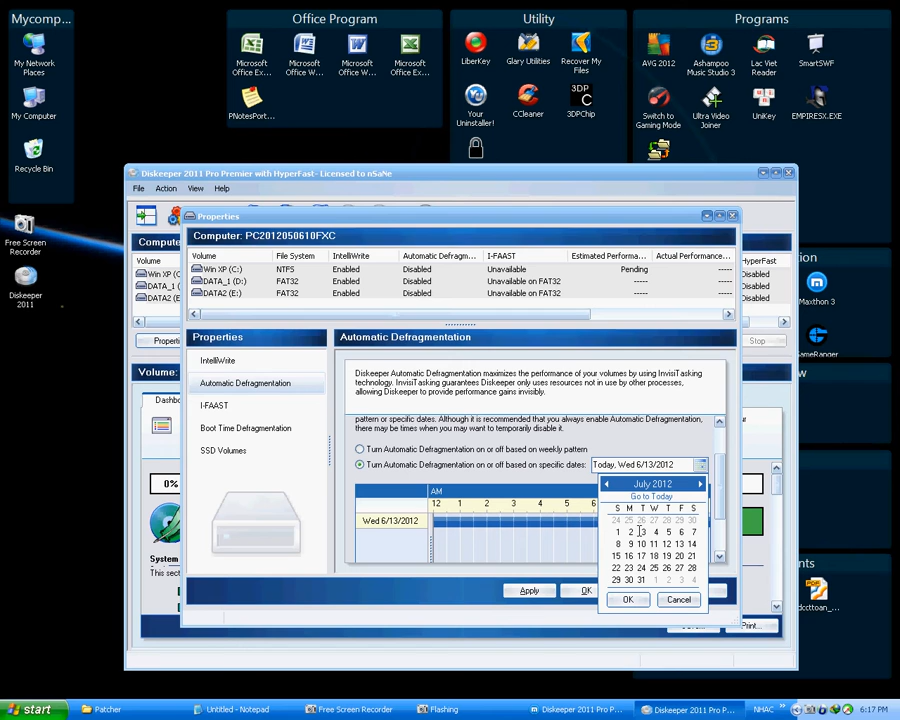 Mycomp...
Office Program
Utility
Programs
My Network
Places
Microsoft
Office Ex...
Microsoft
Office W...
Microsoft
Office W...
Microsoft
Office Ex...
LiberKey
Glary Utilities
Recover My
Files
AVG 2012
Ashampoo
Music Studio 3
Lac Viet
Reader
SmartSWF
My Computer
PNotesPort...
Your
Uninstaller!
CCleaner
3DP
C
3DPChip
Switch to
Gaming Mode
Ultra Video
Joiner
UniKey
EMPIRESX.EXE
Recycle Bin
Free Screen
Recorder
Diskeeper
2011
Maxthon 3
GameRanger
dccttoan_...
Diskeeper 2011 Pro Premier with HyperFast- Licensed to nSaNe
File
Action
View
Help
Properties
Computer: PC2012050610FXC
Volume
File System
IntelliWrite
Automatic Defragm...
I-FAAST
Estimated Performa...
Actual Performance...
Win XP (C:)
NTFS
Enabled
Disabled
Unavailable
Pending
-----
DATA_1 (D:)
FAT32
Enabled
Disabled
Unavailable on FAT32
-----
-----
DATA2 (E:)
FAT32
Enabled
Disabled
Unavailable on FAT32
-----
-----
Compute
Volume
Win XP (C
DATA_1 (
DATA2 (E
HyperFast
Disabled
Disabled
Disabled
Properti
Stop
Volume:
Dashbo
0%
System
This sect
Print...
Properties
IntelliWrite
Automatic Defragmentation
I-FAAST
Boot Time Defragmentation
SSD Volumes
Automatic Defragmentation
Diskeeper Automatic Defragmentation maximizes the performance of your volumes by using InvisiTasking
technology. InvisiTasking guarantees Diskeeper only uses resources not in use by other processes,
allowing Diskeeper to provide performance gains invisibly.
pattern or specific dates. Although it is recommended that you always enable Automatic Defragmentation,
there may be times when you may want to temporarily disable it.
Turn Automatic Defragmentation on or off based on weekly pattern
Turn Automatic Defragmentation on or off based on specific dates:
Today, Wed 6/13/2012
AM
12 1 2 3 4 5 6
Wed 6/13/2012
July 2012
Go to Today
S M T W T F S
24 25 26 27 28 29 30
1 2 3 4 5 6 7
8 9 10 11 12 13 14
15 16 17 18 19 20 21
22 23 24 25 26 27 28
29 30 31 1 2 3 4
OK
Cancel
Apply
OK
start
Patcher
Untitled - Notepad
Free Screen Recorder
Flashing
Diskeeper 2011 Pro P...
Diskeeper 2011 Pro P...
NHAC
6:17 PM